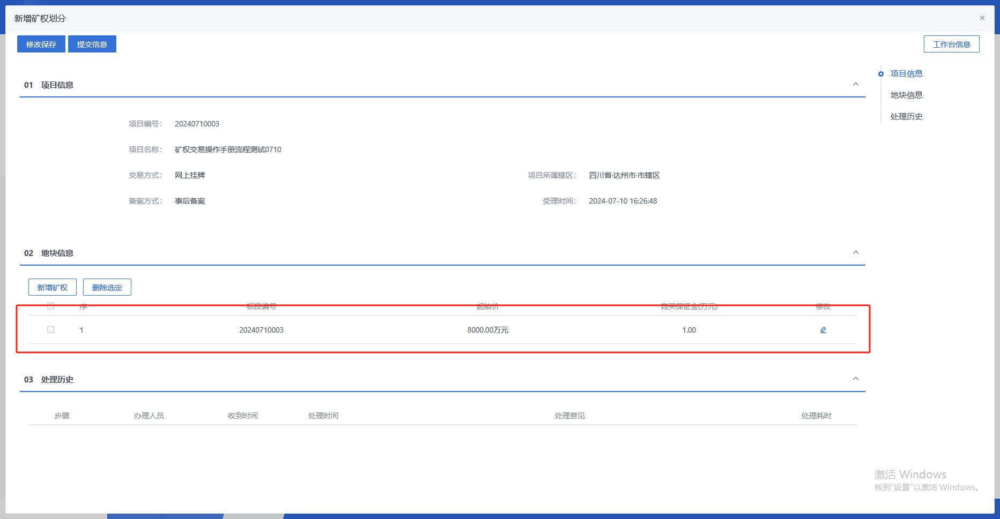 新增矿权划分
修改保存 提交信息 工作台信息
01 项目信息
项目编号： 20240710003
项目名称： 矿权交易操作手册流程测试0710
交易方式： 网上挂牌 项目所属辖区： 四川省·达州市·市辖区
备案方式： 事后备案 受理时间： 2024-07-10 16:26:48
02 地块信息
新增矿权 删除选定
序 标段编号 起始价 竞买保证金(万元) 修改
1 20240710003 8000.00万元 1.00
03 处理历史
步骤 办理人员 收到时间 处理时间 处理意见 处理耗时
项目信息
地块信息
处理历史
激活 Windows
转到"设置"以激活 Windows。